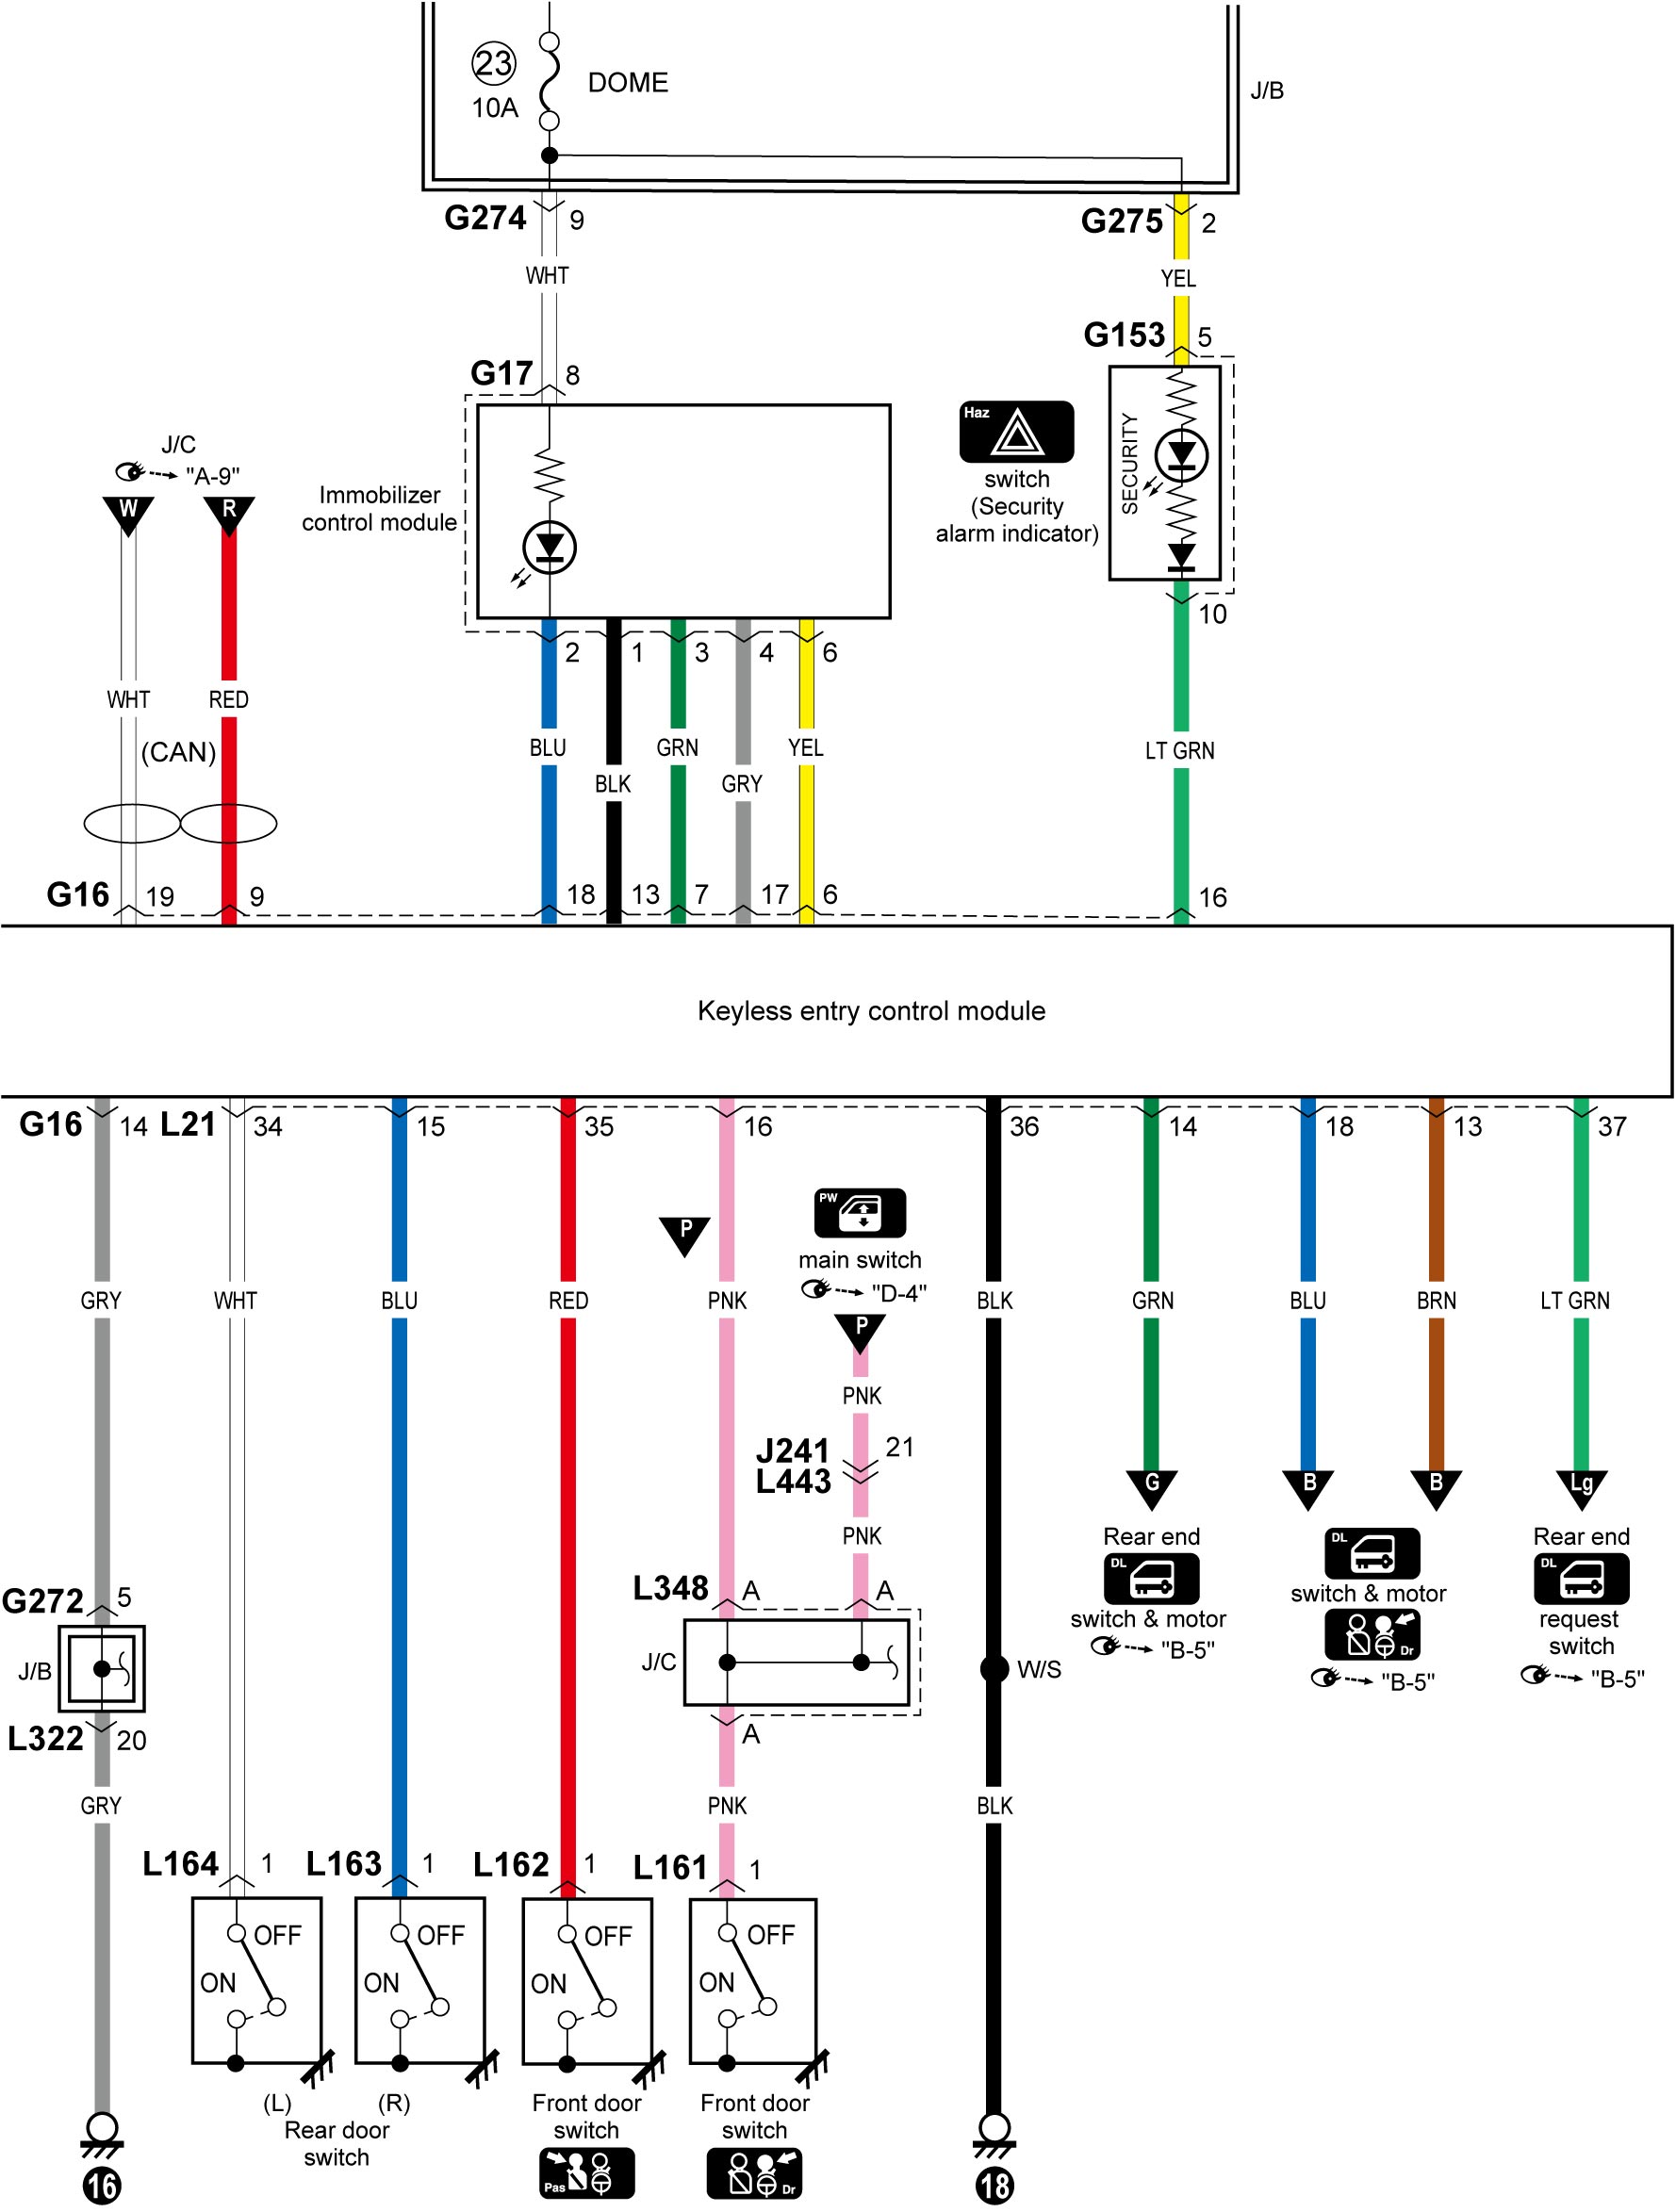 23
10A
DOME
J/B
G274 9
G275 2
WHT
YEL
G153 5
G17 8
Haz
switch
(Security
alarm indicator)
SECURITY
J/C
"A-9"
W R
Immobilizer
control module
10
2 1 3 4 6
WHT RED
(CAN)
BLU GRN YEL LT GRN
BLK GRY
G16 19 9 18 13 7 17 6 16
Keyless entry control module
G16 14 L21 34 15 35 16 36 14 18 13 37
P
PW
main switch
"D-4"
GRY WHT BLU RED PNK BLK GRN BLU BRN LT GRN
P
PNK
J241 21
L443
G B B Lg
PNK
Rear end
DL
switch & motor
"B-5"
DL
switch & motor
Dr
"B-5"
Rear end
DL
request
switch
"B-5"
G272 5
L348 A A
J/B
J/C
W/S
L322 20
A
GRY PNK BLK
L164 1 L163 1 L162 1 L161 1
OFF OFF OFF OFF
ON ON ON ON
(L) (R)
Rear door
switch
Front door
switch
Pas
Front door
switch
Dr
16
18